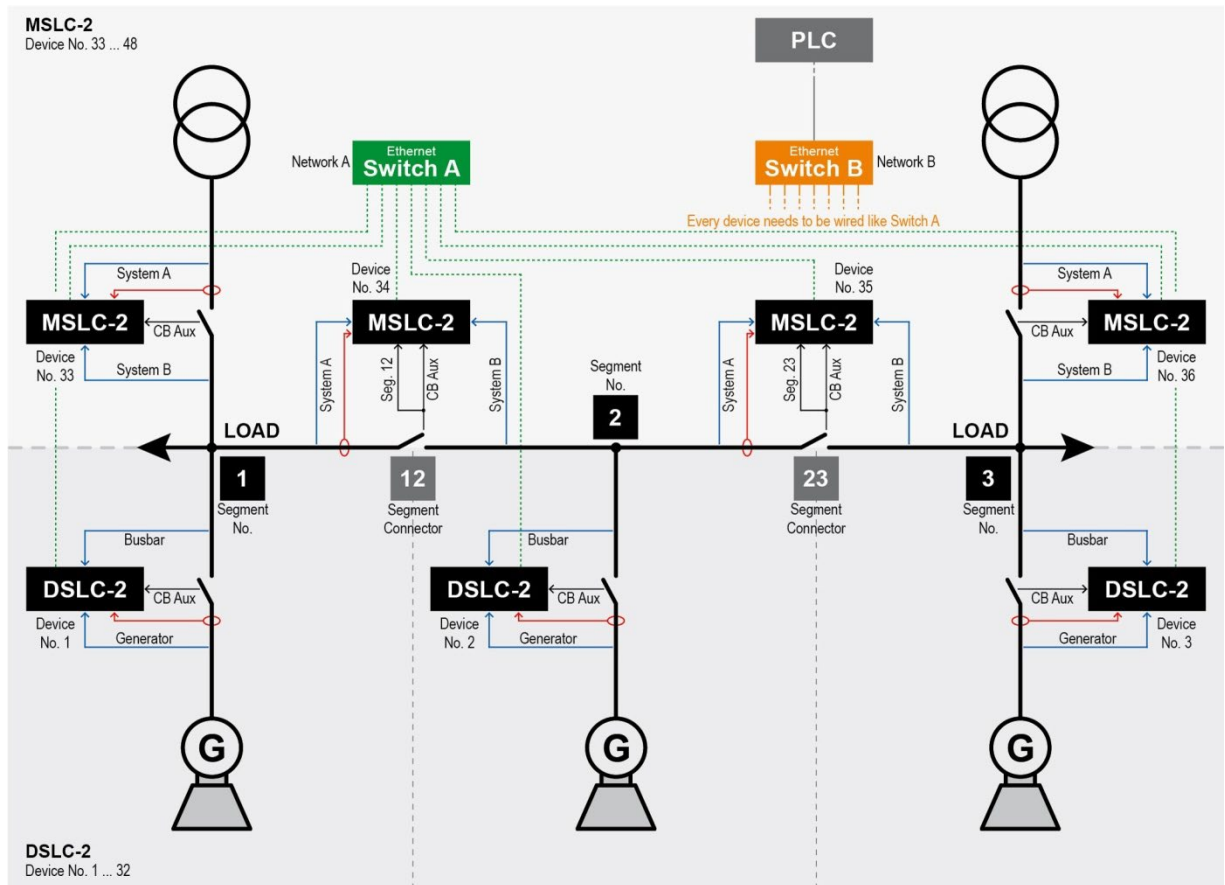 MSLC-2
Device No. 33 ... 48
PLC
Ethernet
Switch A
Network A
Ethernet
Switch B
Network B
Every device needs to be wired like Switch A
System A
MSLC-2
CB Aux
Device
No. 33
System B
Device
No. 34
MSLC-2
System A
Seg. 12
CB Aux
System B
Segment
No.
2
Device
No. 35
MSLC-2
System A
Seg. 23
CB Aux
System B
System A
MSLC-2
CB Aux
System B
Device
No. 36
LOAD
LOAD
1
Segment
No.
12
Segment
Connector
23
Segment
Connector
3
Segment
No.
Busbar
DSLC-2
CB Aux
Device
No. 1
Generator
Busbar
DSLC-2
CB Aux
Device
No. 2
Generator
Busbar
CB Aux
DSLC-2
Generator
Device
No. 3
G
G
G
DSLC-2
Device No. 1 ... 32